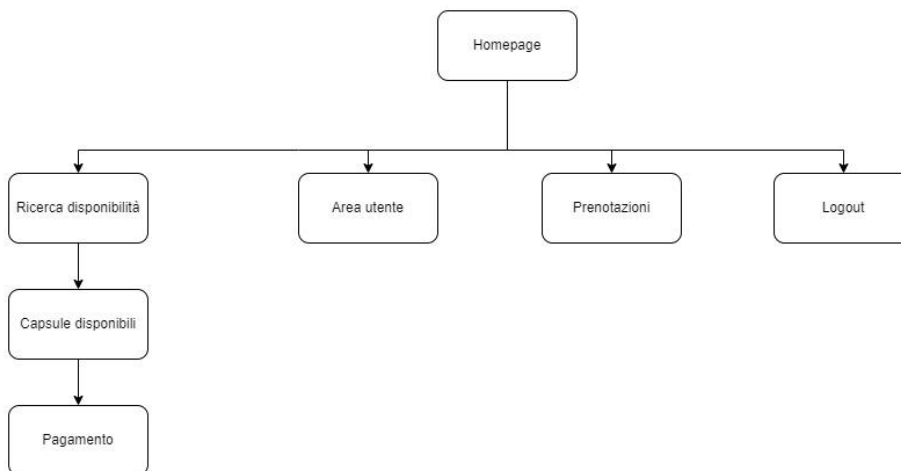 Homepage
Ricerca disponibilità
Area utente
Prenotazioni
Logout
Capsule disponibili
Pagamento